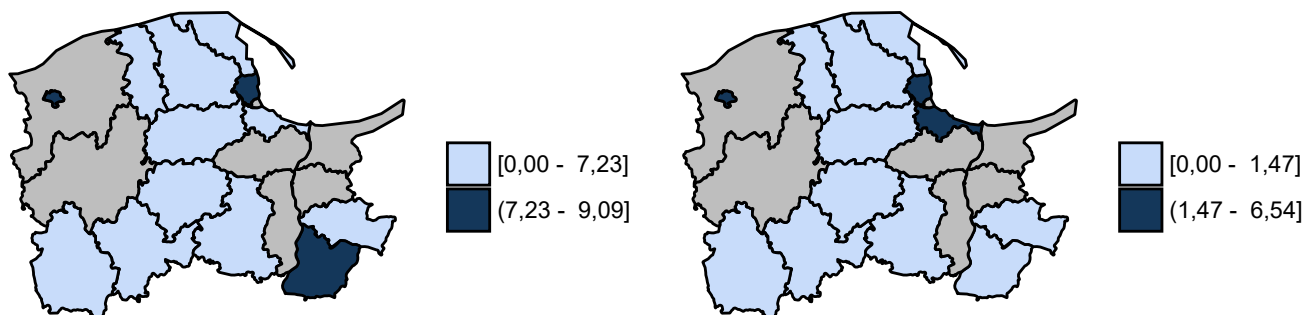 [0,00 - 7,23]
(7,23 - 9,09]
[0,00 - 1,47]
(1,47 - 6,54]